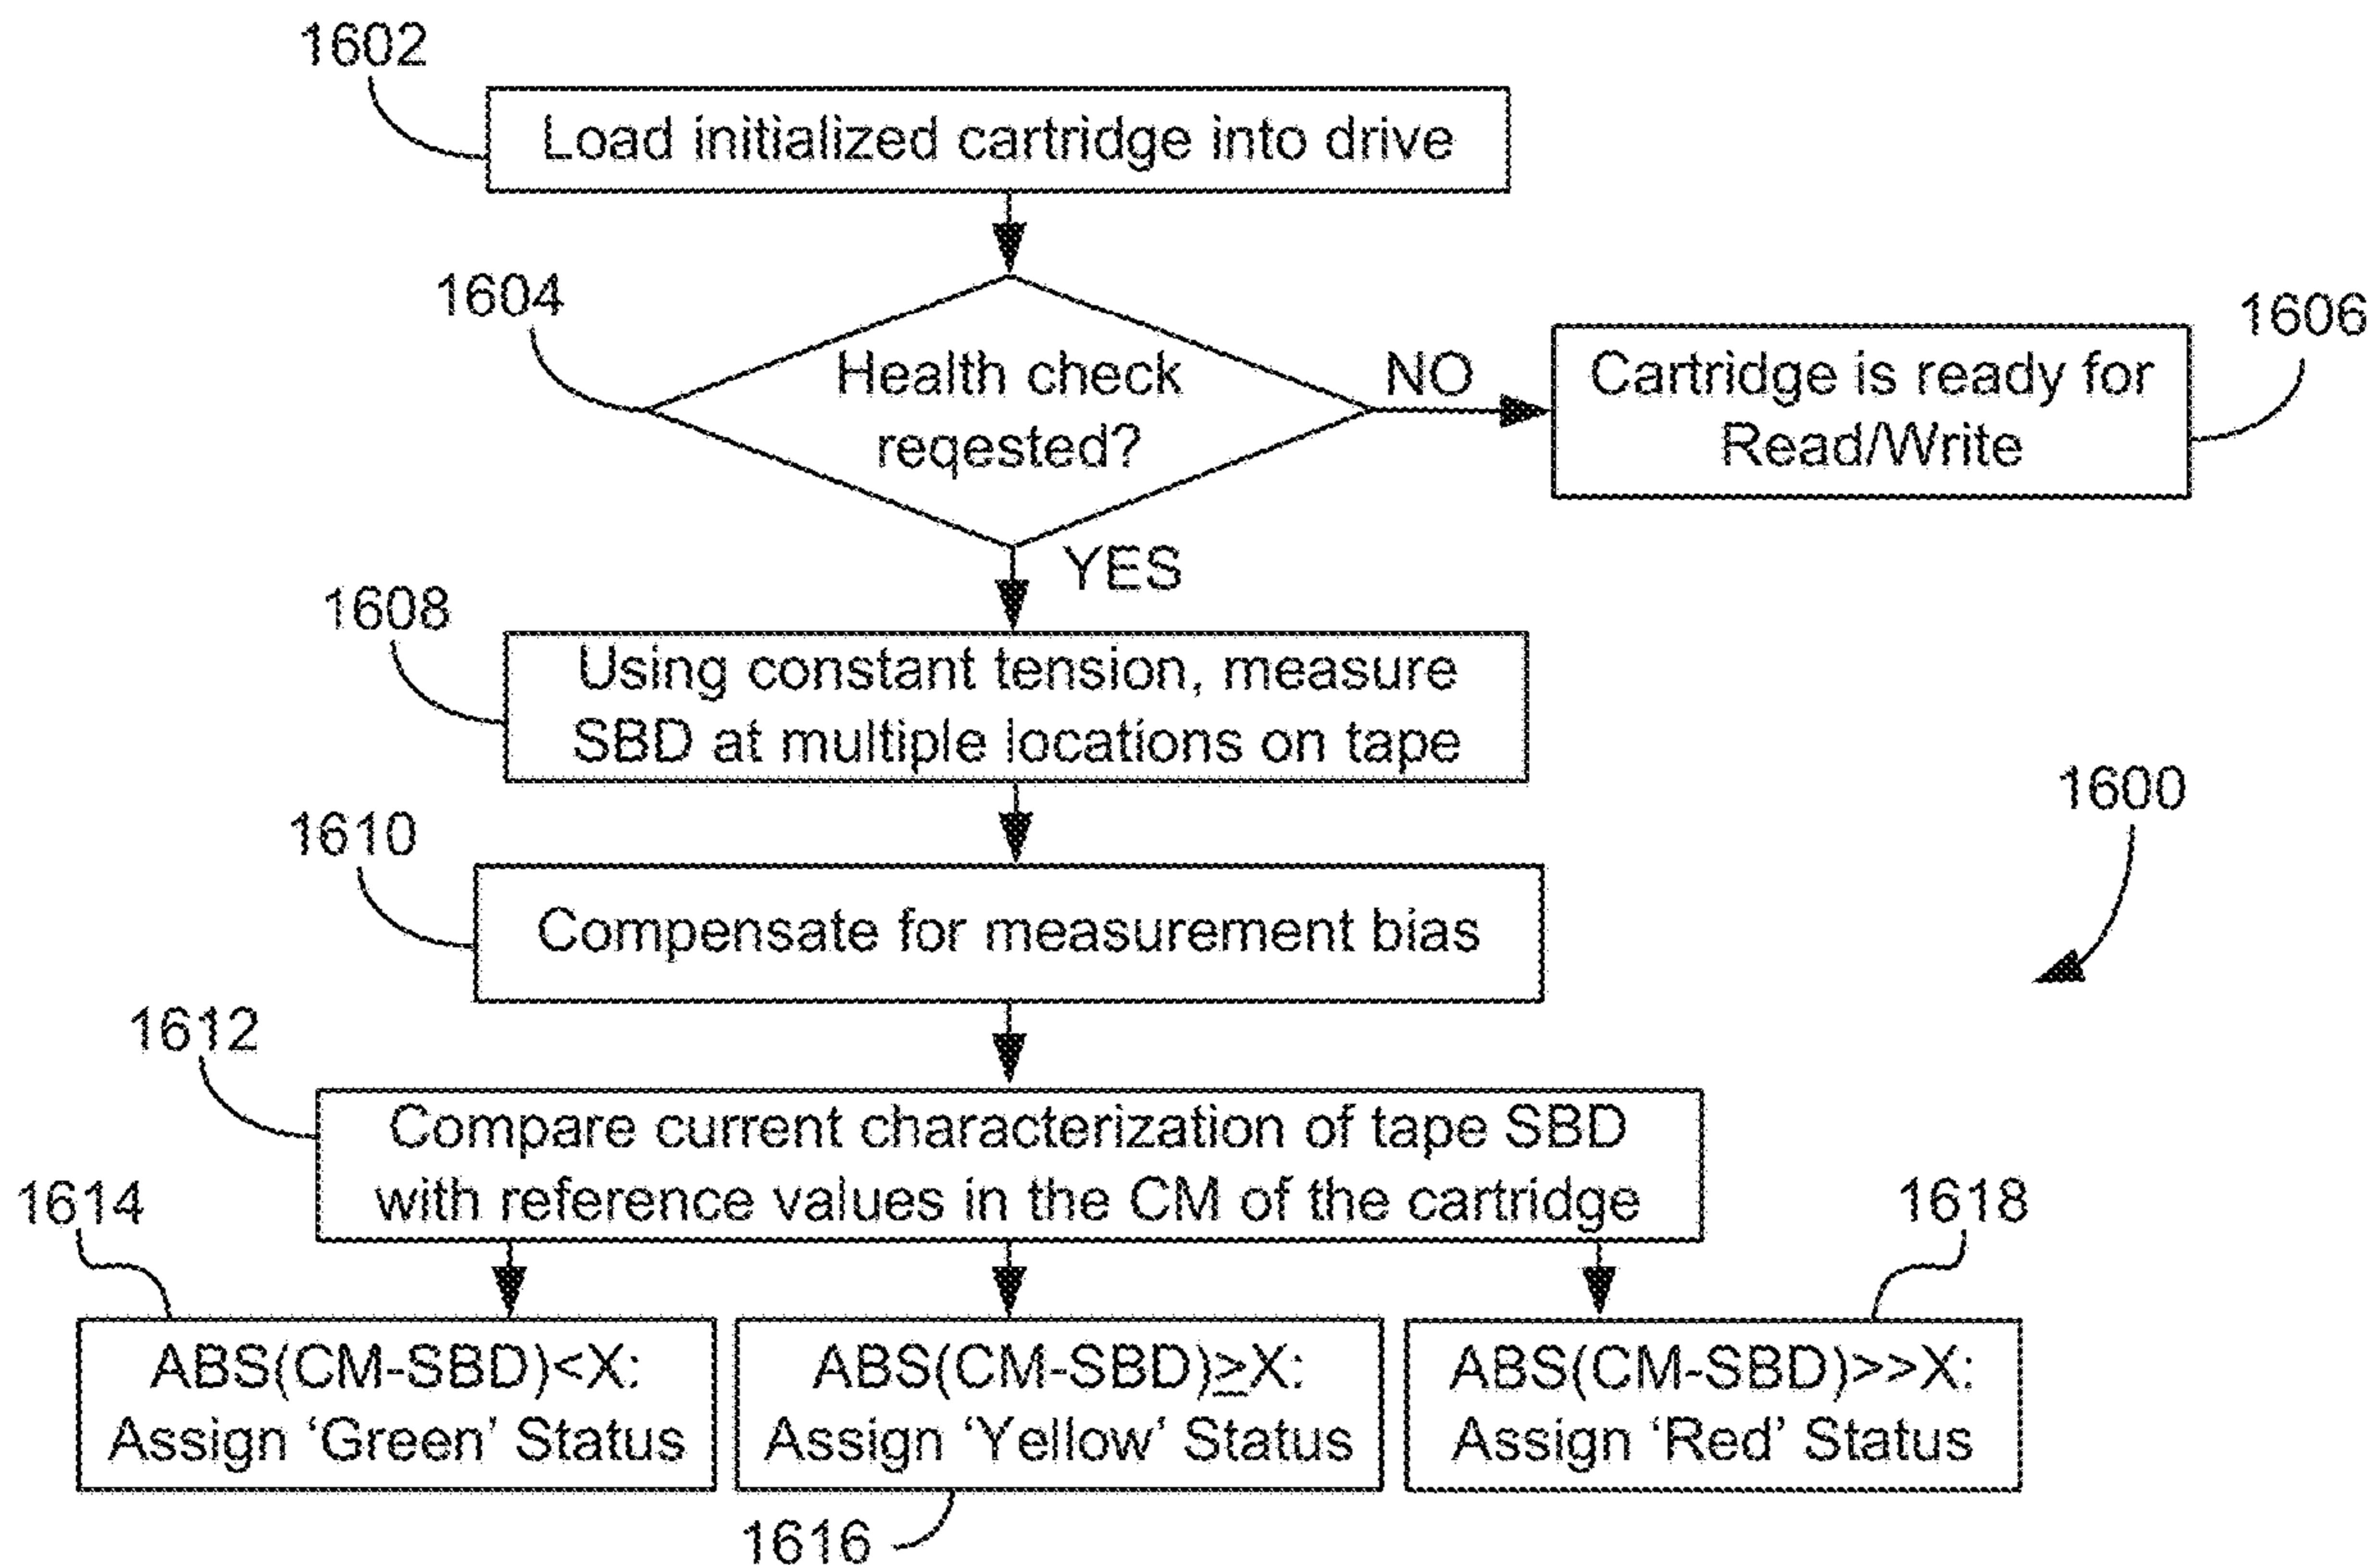 1602
Load initialized cartridge into drive
1604
Health check
reqested?
NO
1606
Cartridge is ready for
Read/Write
YES
1608
Using constant tension, measure
SBD at multiple locations on tape
1600
1610
Compensate for measurement bias
1612
Compare current characterization of tape SBD
with reference values in the CM of the cartridge
1614
1618
ABS(CM-SBD)<X:
Assign ‘Green’ Status
ABS(CM-SBD)≥X:
Assign ‘Yellow’ Status
ABS(CM-SBD)>>X:
Assign ‘Red’ Status
1616